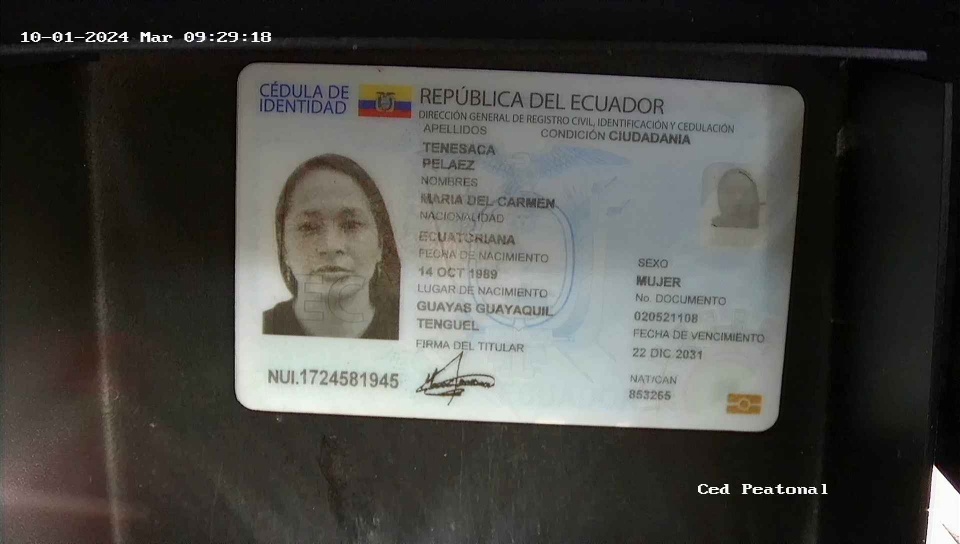 10-01-2024 Mar 09:29:18
CÉDULA DE
IDENTIDAD
REPÚBLICA DEL ECUADOR
DIRECCIÓN GENERAL DE REGISTRO CIVIL, IDENTIFICACIÓN Y CEDULACIÓN
APELLIDOS
CONDICIÓN CIUDADANIA
TENESACA
PELAEZ
NOMBRES
MARIA DEL CARMEN
NACIONALIDAD
ECUATORIANA
FECHA DE NACIMIENTO
14 OCT 1989
LUGAR DE NACIMIENTO
GUAYAS GUAYAQUIL
TENGUEL
FIRMA DEL TITULAR
SEXO
MUJER
No. DOCUMENTO
020521108
FECHA DE VENCIMIENTO
22 DIC 2031
NAT/CAN
853265
EC
NUI.1724581945
Ced Peatonal